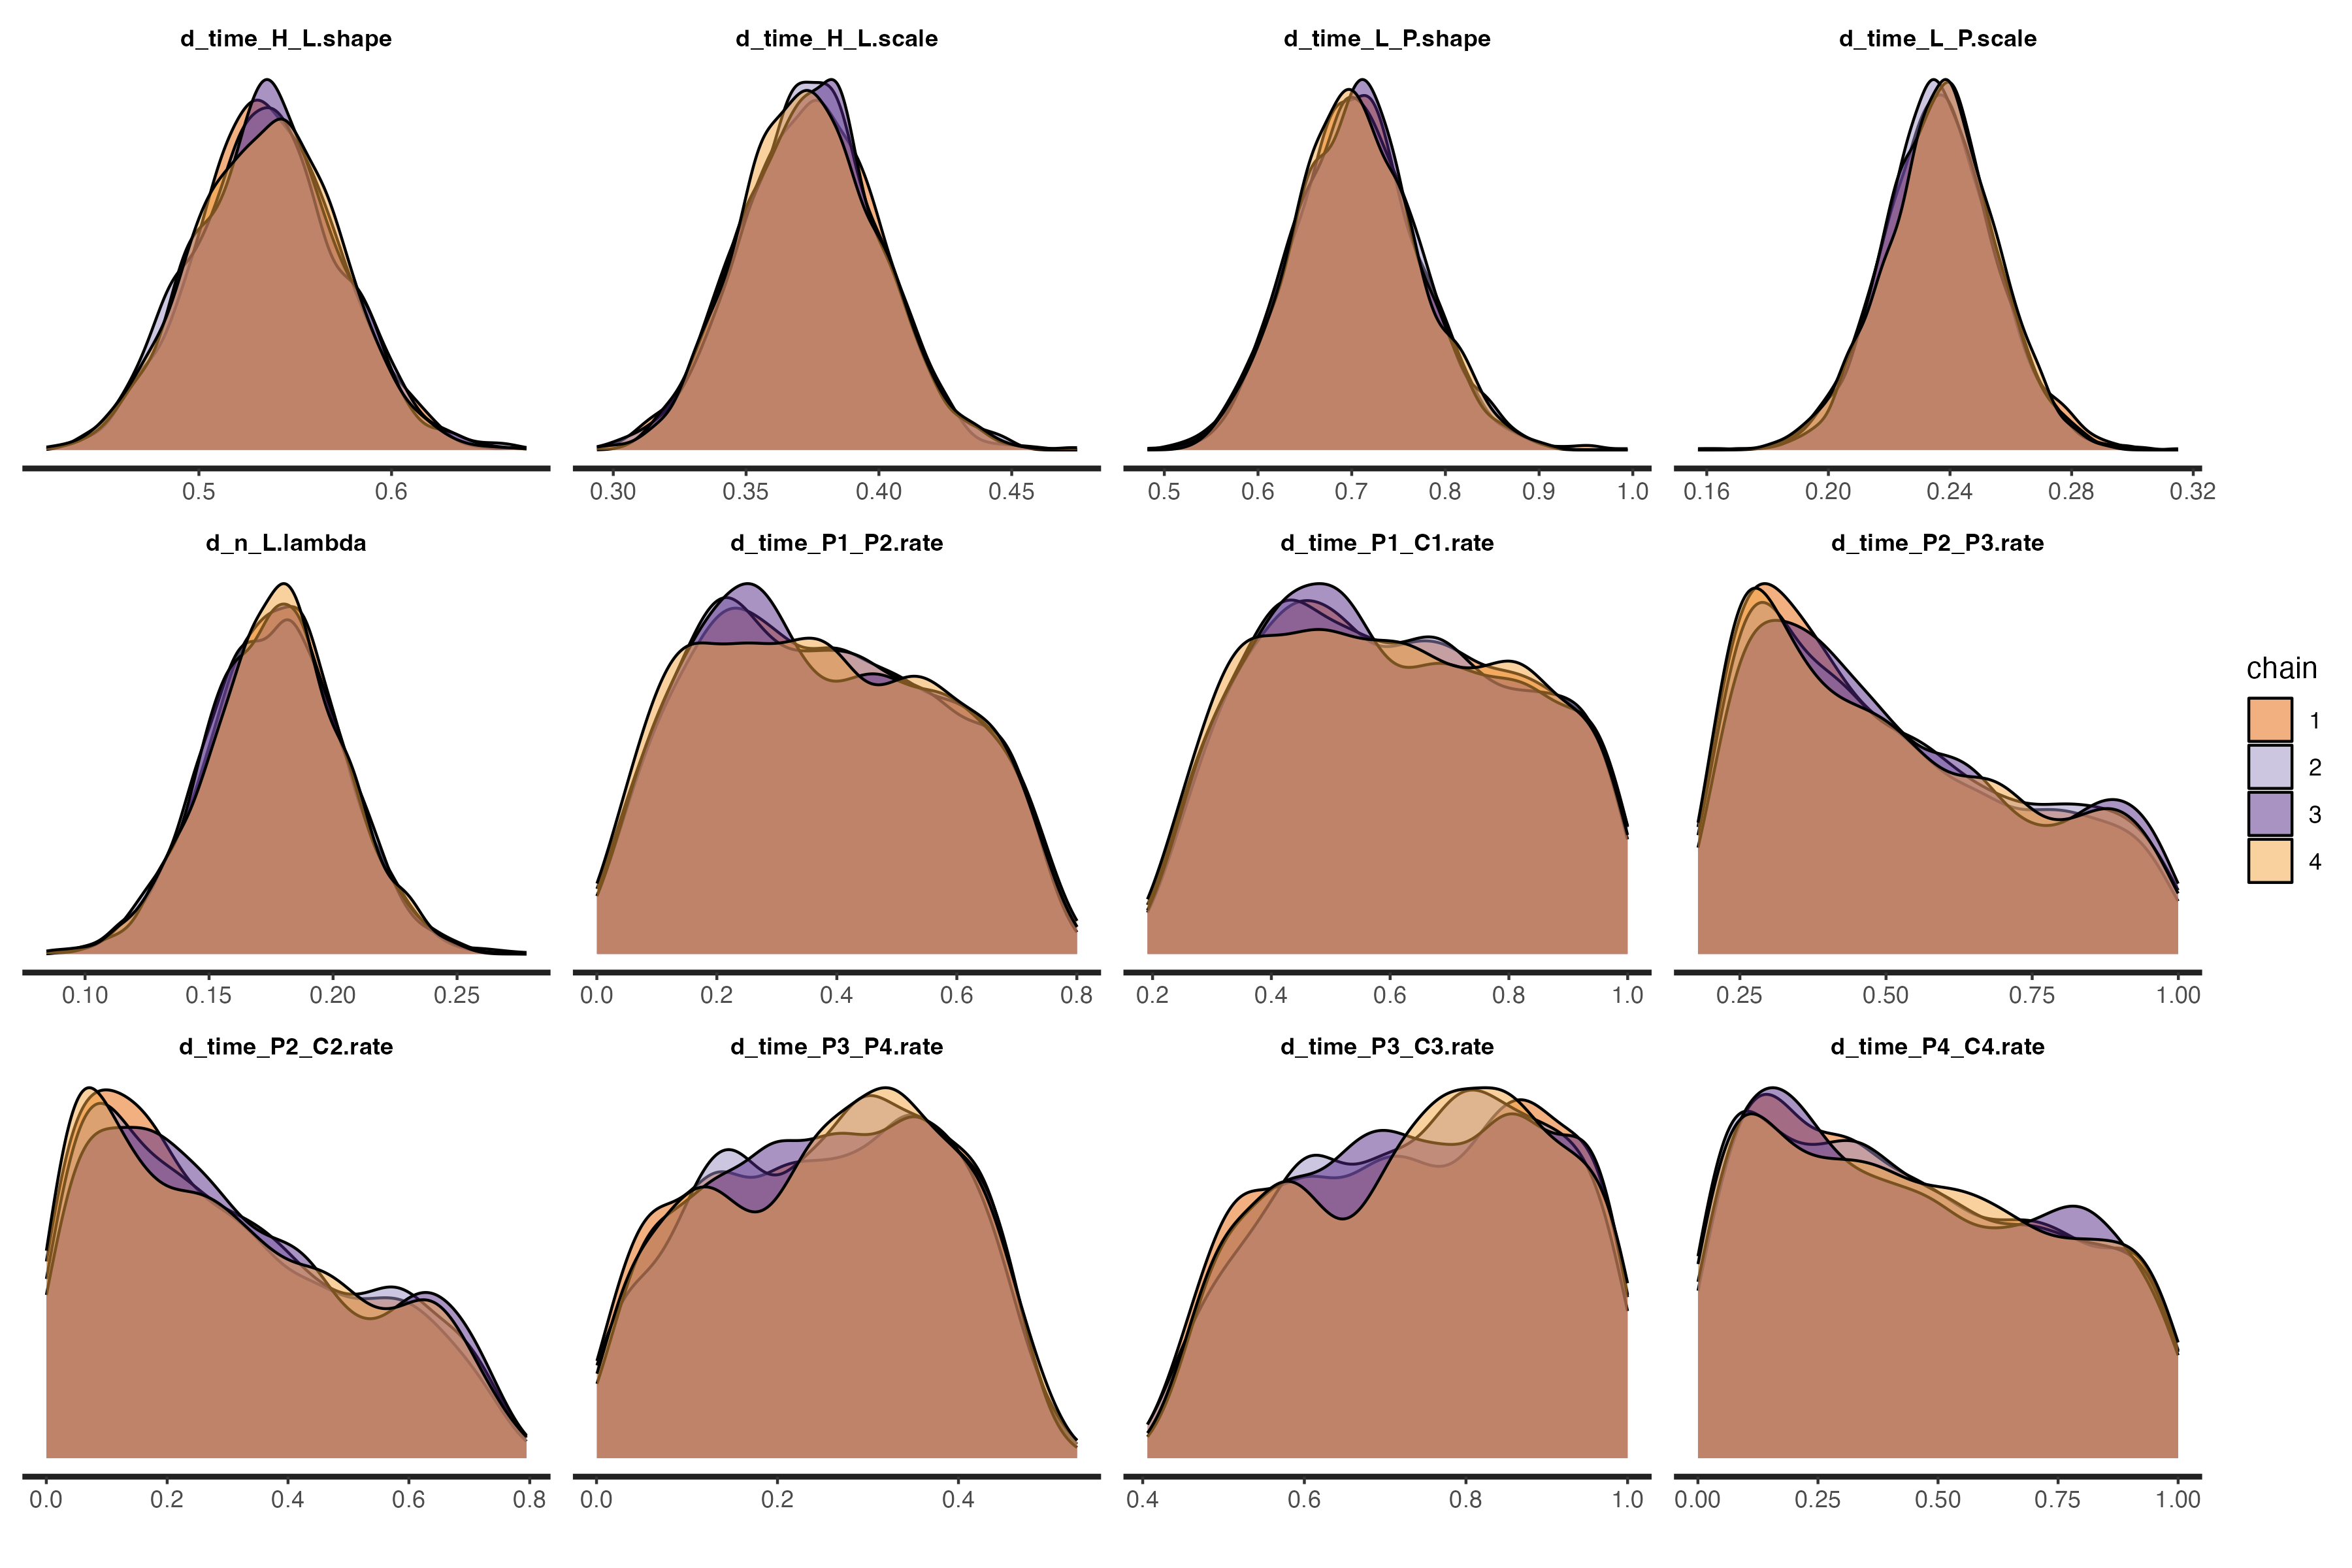 d_time_H_L.shape d_time_H_L.scale d_time_L_P.shape d_time_L_P.scale
0.5 0.6 0.30 0.35 0.40 0.45 0.5 0.6 0.7 0.8 0.9 1.0 0.16 0.20 0.24 0.28 0.32
d_n_L.lambda d_time_P1_P2.rate d_time_P1_C1.rate d_time_P2_P3.rate
0.10 0.15 0.20 0.25 0.0 0.2 0.4 0.6 0.8 0.2 0.4 0.6 0.8 1.0 0.25 0.50 0.75 1.00
d_time_P2_C2.rate d_time_P3_P4.rate d_time_P3_C3.rate d_time_P4_C4.rate
0.0 0.2 0.4 0.6 0.8 0.0 0.2 0.4 0.4 0.6 0.8 1.0 0.00 0.25 0.50 0.75 1.00
chain
1
2
3
4